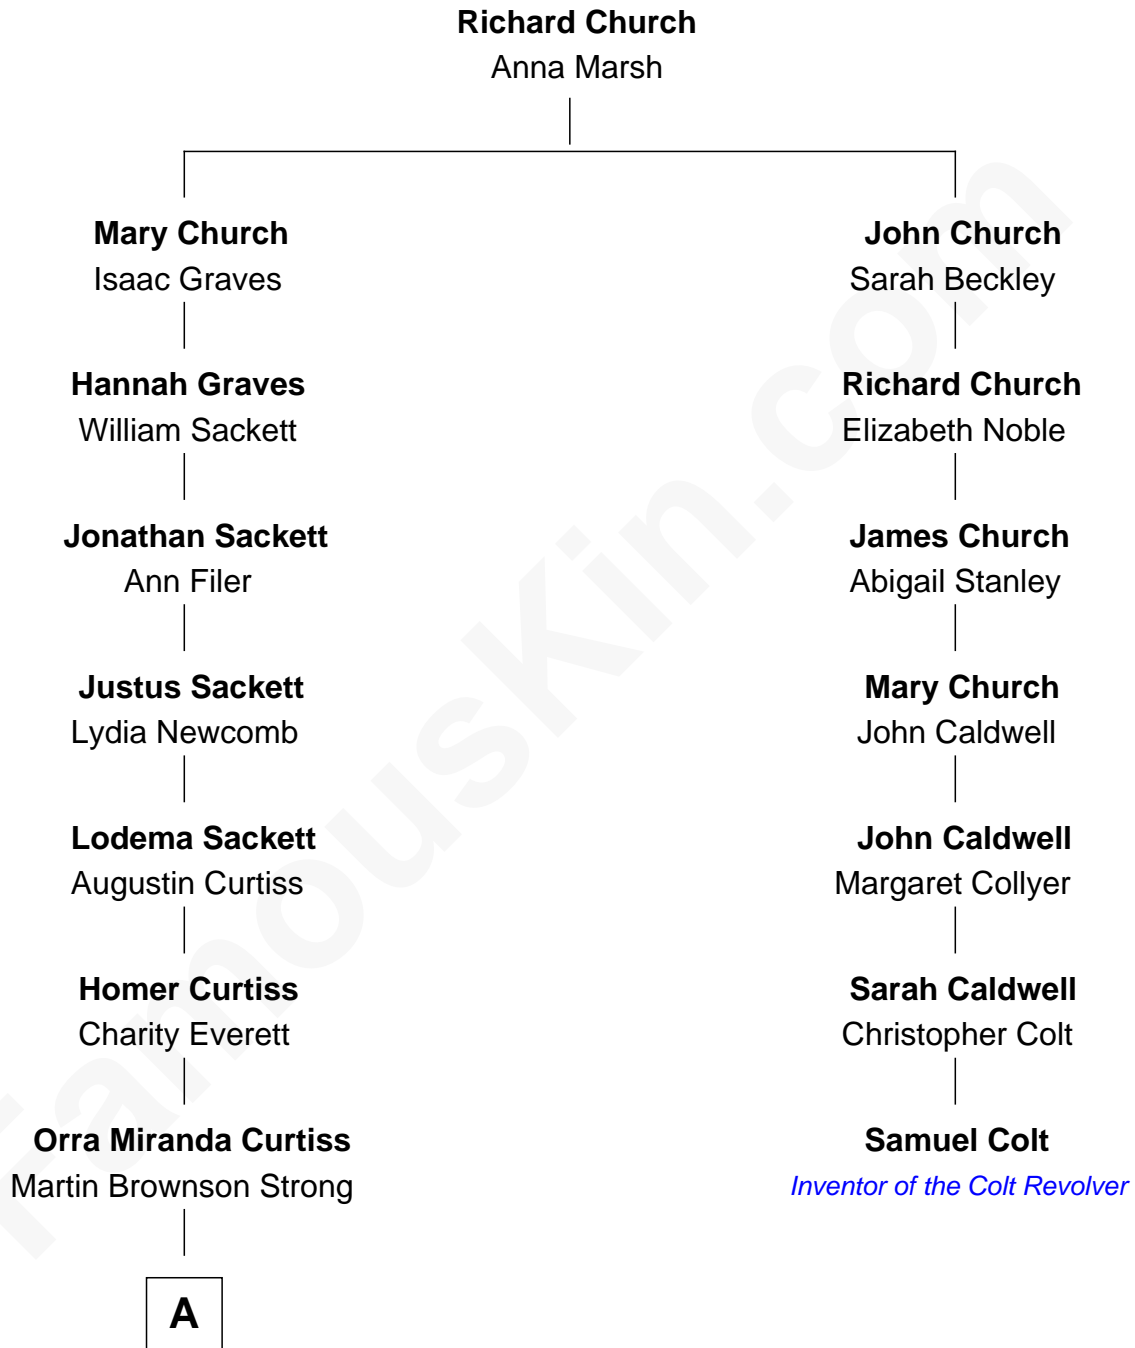 Richard Church
Anna Marsh
Mary Church
Isaac Graves
Hannah Graves
William Sackett
Jonathan Sackett
Ann Filer
Justus Sackett
Lydia Newcomb
Lodema Sackett
Augustin Curtiss
Homer Curtiss
Charity Everett
Orra Miranda Curtiss
Martin Brownson Strong
A
John Church
Sarah Beckley
Richard Church
Elizabeth Noble
James Church
Abigail Stanley
Mary Church
John Caldwell
John Caldwell
Margaret Collyer
Sarah Caldwell
Christopher Colt
Samuel Colt
Inventor of the Colt Revolver
FamousKin.com